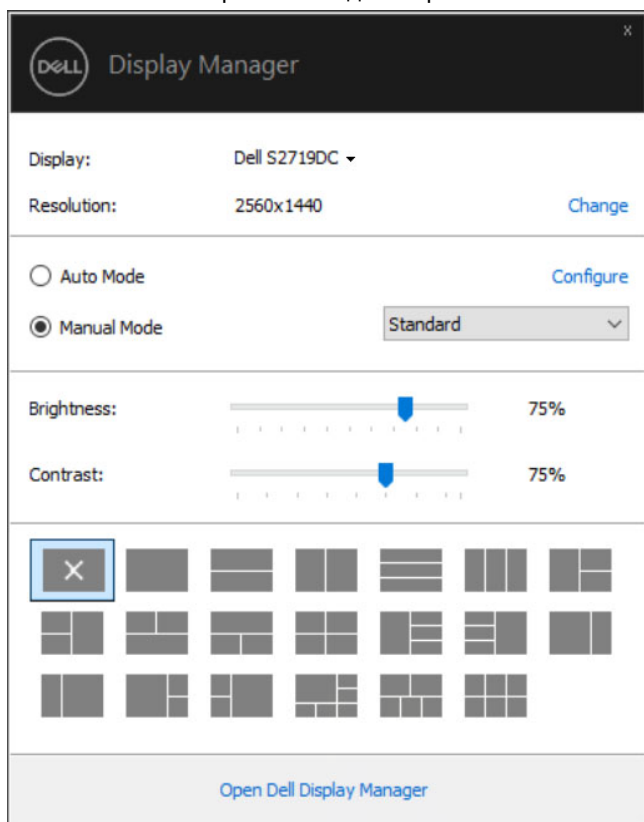 x
DELL Display Manager
Display: Dell S2719DC
Resolution: 2560x1440 Change
Auto Mode Configure
Manual Mode Standard
Brightness: 75%
Contrast: 75%
Open Dell Display Manager